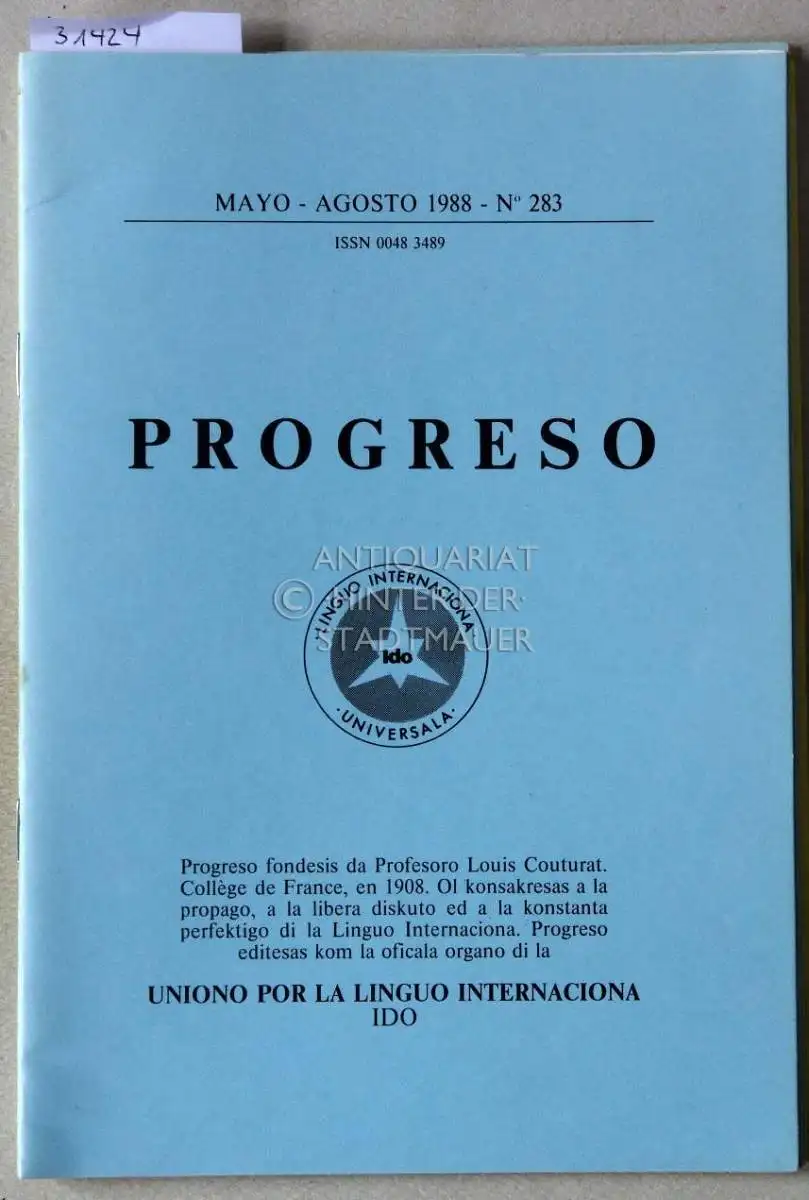 31424
MAYO - AGOSTO 1988 - Nº 283
ISSN 0048 3489
PROGRESO
ANTIQUARIAT
© HINTERDER
STADTMAUER
·LINGUO INTERNACIONA
Ido
·UNIVERSALA·
Progreso fondesis da Profesoro Louis Couturat.
Collège de France, en 1908. Ol konsakresas a la
propago, a la libera diskuto ed a la konstanta
perfektigo di la Linguo Internaciona. Progreso
editesas kom la oficala organo di la
UNIONO POR LA LINGUO INTERNACIONA
IDO